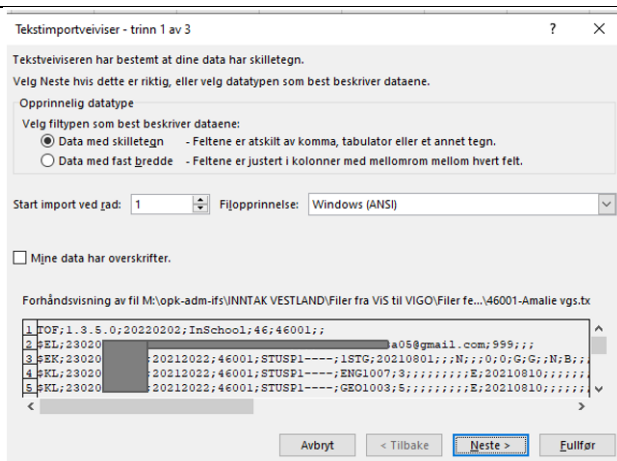 Tekstimportveiviser - trinn 1 av 3 ? ×
Tekstveiviseren har bestemt at dine data har skilletegn.
Velg Neste hvis dette er riktig, eller velg datatypen som best beskriver dataene.
Opprinnelig datatype
Velg filtypen som best beskriver dataene:
Data med skilletegn - Feltene er atskilt av komma, tabulator eller et annet tegn.
Data med fast bredde - Feltene er justert i kolonner med mellomrom mellom hvert felt.
Start import ved rad: 1 Filopprinnelse: Windows (ANSI)
Mine data har overskrifter.
Forhåndsvisning av fil M:\opk-adm-ifs\INNTAK VESTLAND\Filer fra ViS til VIGO\Filer fe...\46001-Amalie vgs.tx
1 TOF;1.3.5.0;20220202;InSchool;46;46001;;
2 $EL;23020 a05@gmail.com;999;;;
3 $EK;23020 ;20212022;46001;STUSP1----;1STG;20210801;;;N;;;0;0;G;G;;N;B;;
4 $KL;23020 ;20212022;46001;STUSP1----;ENG1007;3;;;;;;;;;E;20210810;;;;;;
5 $KL;23020 ;20212022;46001;STUSP1----;GEO1003;5;;;;;;;;;E;20210810;;;;;;
Avbryt < Tilbake Neste > Fullfør